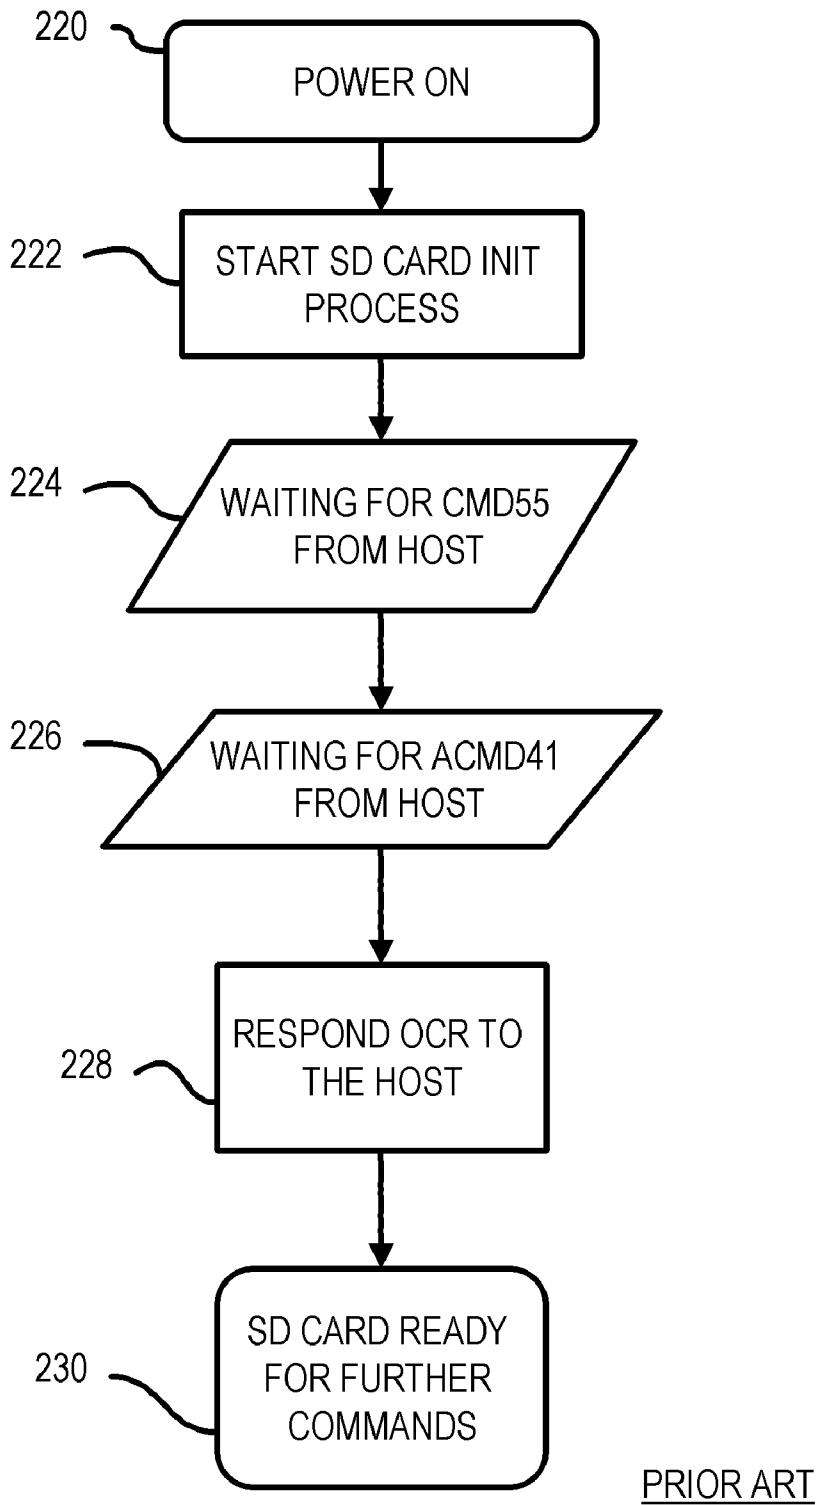 220
POWER ON
222
START SD CARD INIT
PROCESS
224
WAITING FOR CMD55
FROM HOST
226
WAITING FOR ACMD41
FROM HOST
228
RESPOND OCR TO
THE HOST
230
SD CARD READY
FOR FURTHER
COMMANDS
PRIOR ART